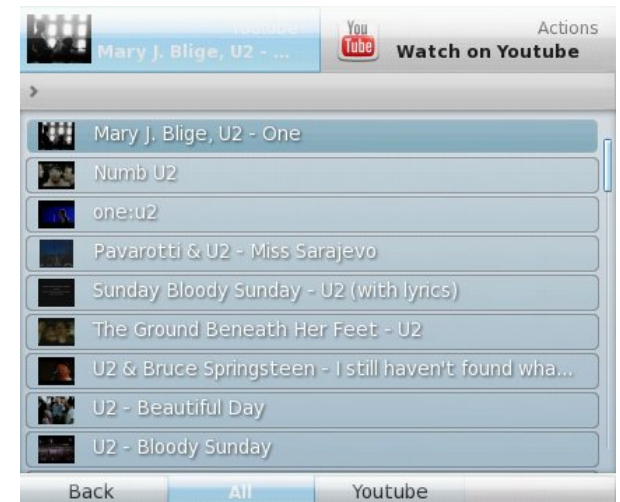 Youtube
Mary J. Blige, U2 - ...
You
Tube
Actions
Watch on Youtube
Mary J. Blige, U2 - One
Numb U2
one:u2
Pavarotti & U2 - Miss Sarajevo
Sunday Bloody Sunday - U2 (with lyrics)
The Ground Beneath Her Feet - U2
U2 & Bruce Springsteen - I still haven't found wha...
U2 - Beautiful Day
U2 - Bloody Sunday
Back
All
Youtube